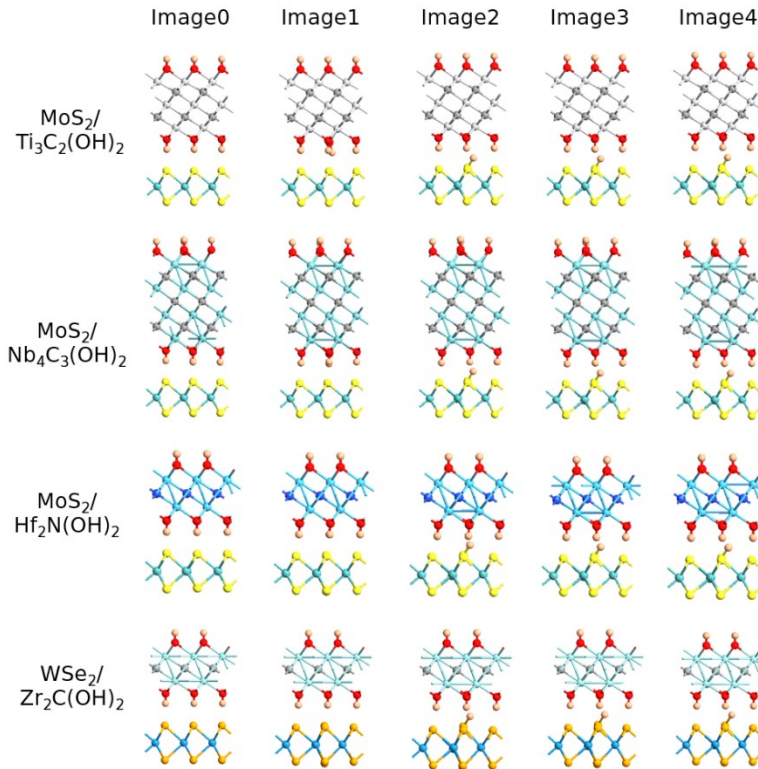 Image0 Image1 Image2 Image3 Image4
MoS₂/
Ti₃C₂(OH)₂
MoS₂/
Nb₄C₃(OH)₂
MoS₂/
Hf₂N(OH)₂
WSe₂/
Zr₂C(OH)₂